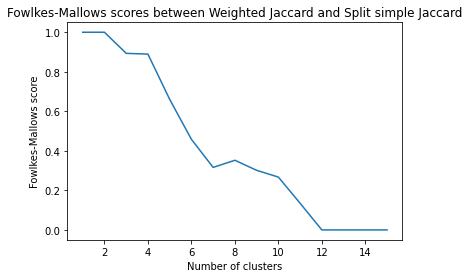 Fowlkes-Mallows scores between Weighted Jaccard and Split simple Jaccard
1.0
0.8
0.6
0.4
0.2
0.0
Fowlkes-Mallows score
2 4 6 8 10 12 14
Number of clusters